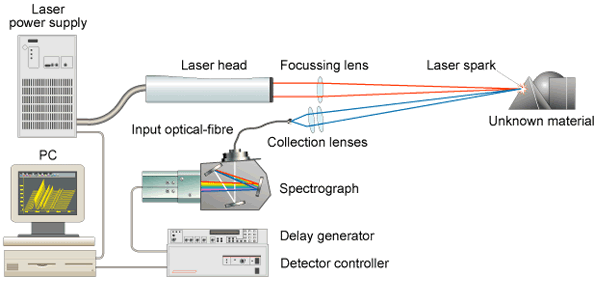 Laser
power supply
Laser head
Focussing lens
Laser spark
Unknown material
Input optical-fibre
Collection lenses
PC
Spectrograph
Delay generator
Detector controller